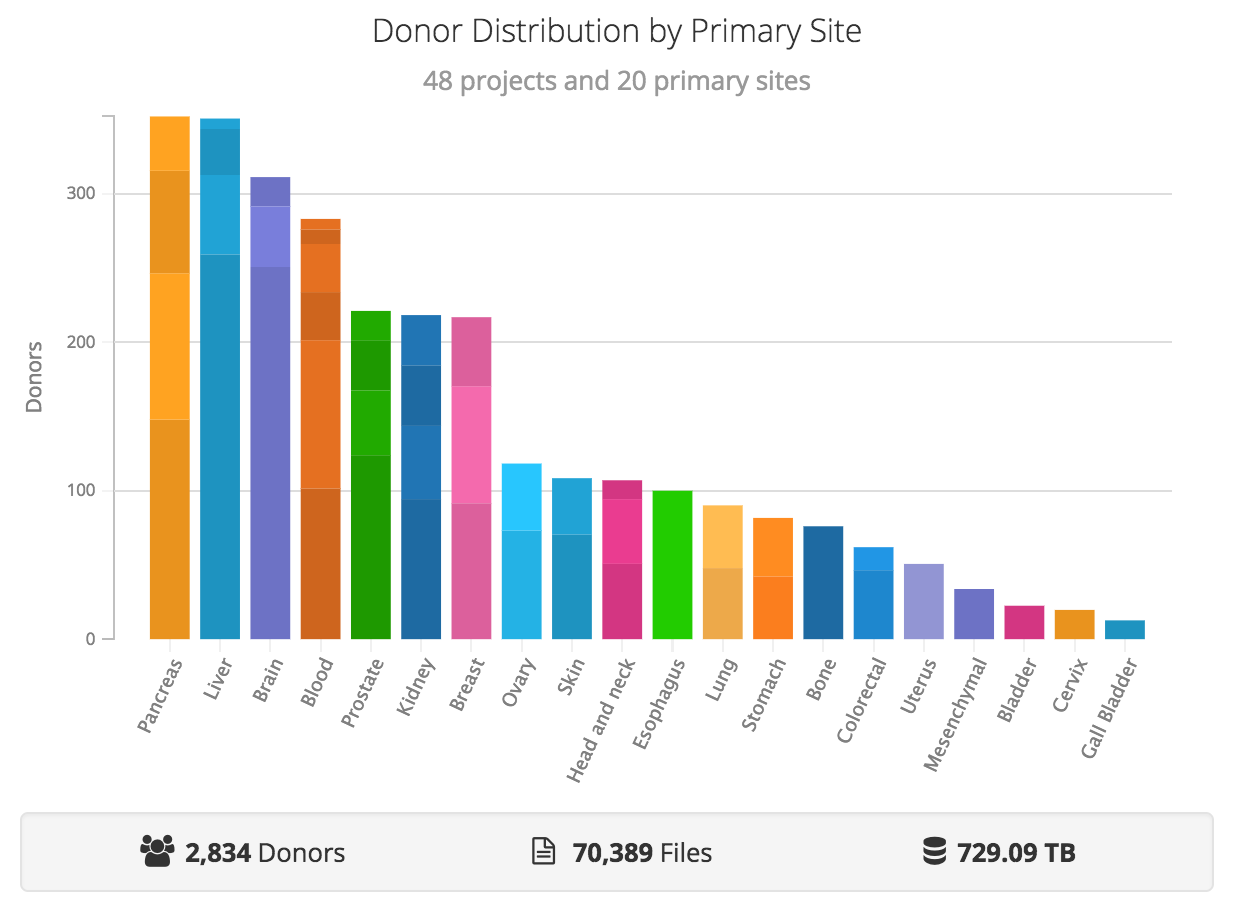 Donor Distribution by Primary Site
48 projects and 20 primary sites
Donors
300
200
100
0
Pancreas
Liver
Brain
Blood
Prostate
Kidney
Breast
Ovary
Skin
Head and neck
Esophagus
Lung
Stomach
Bone
Colorectal
Uterus
Mesenchymal
Bladder
Cervix
Gall Bladder
2,834 Donors
70,389 Files
729.09 TB